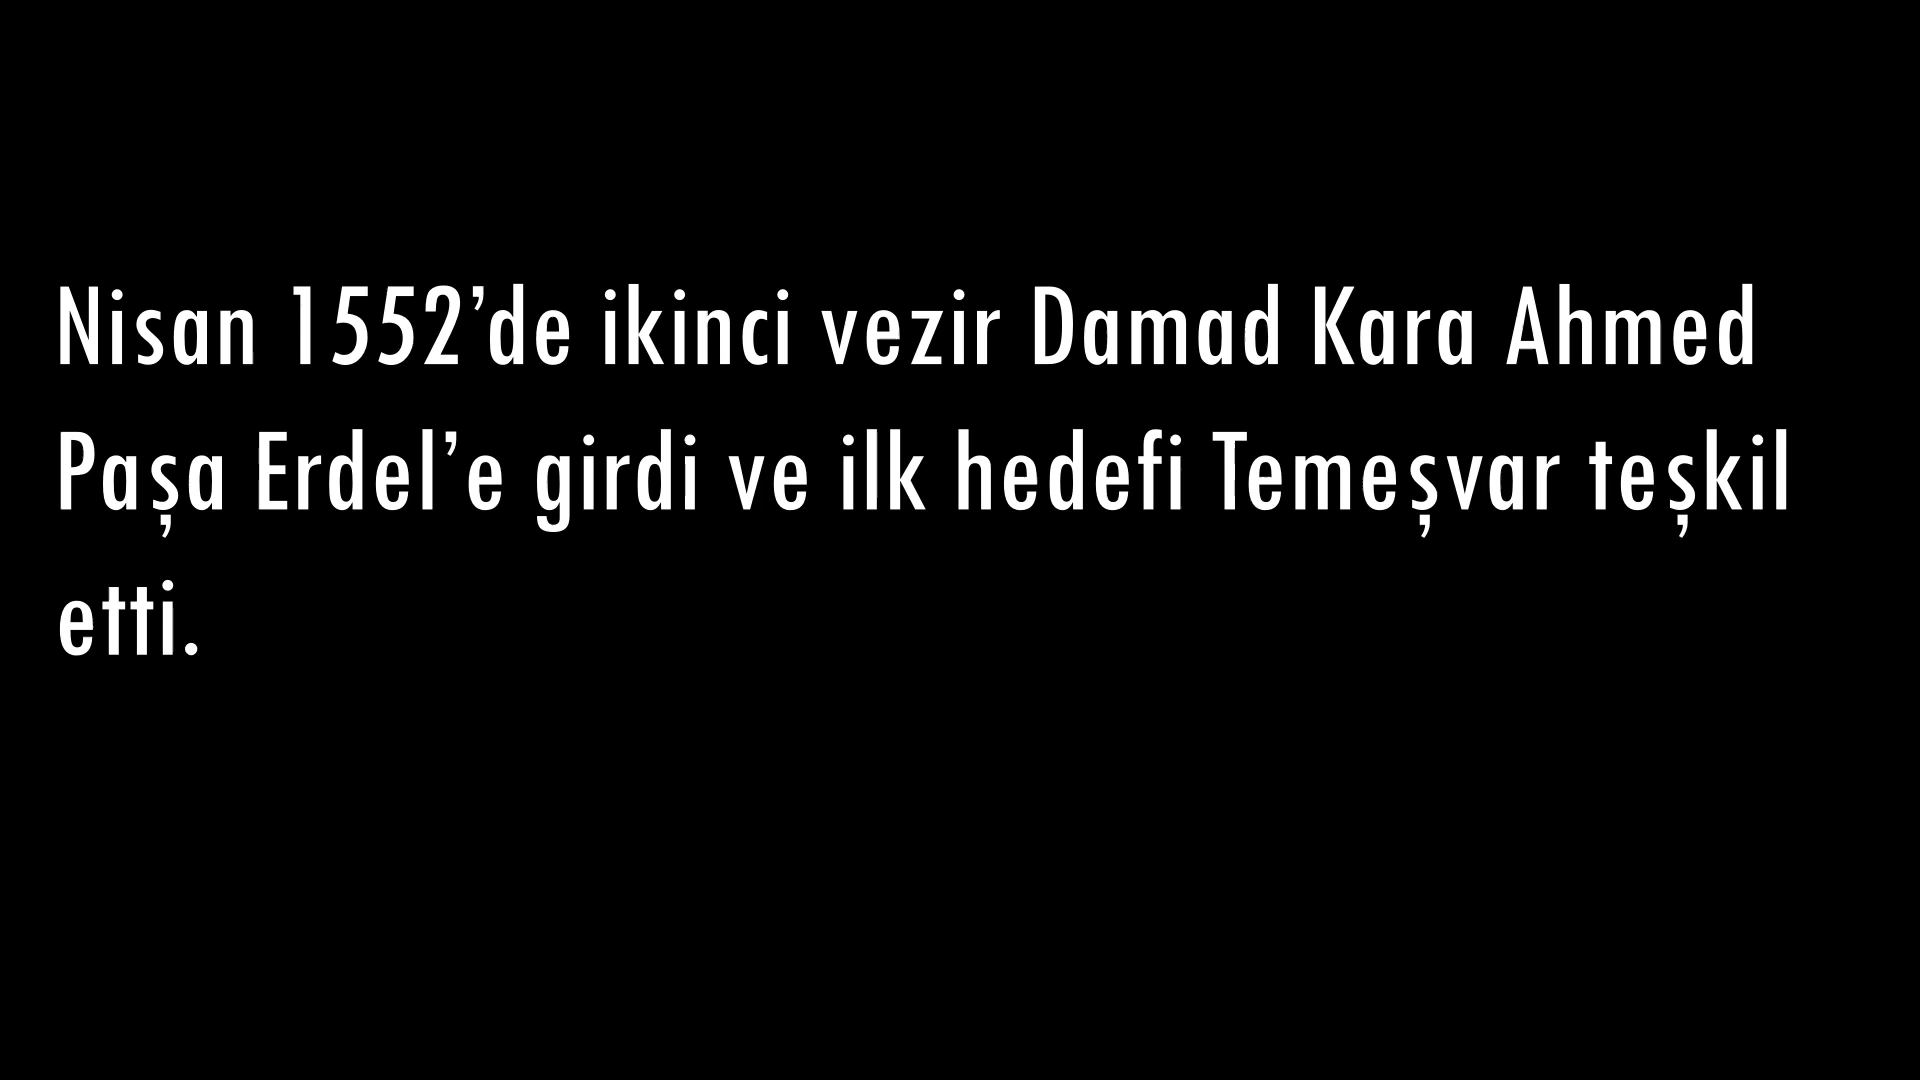 Nisan 1552’de ikinci vezir Damad Kara Ahmed
Paşa Erdel’e girdi ve ilk hedefi Temeşvar teşkil
etti.